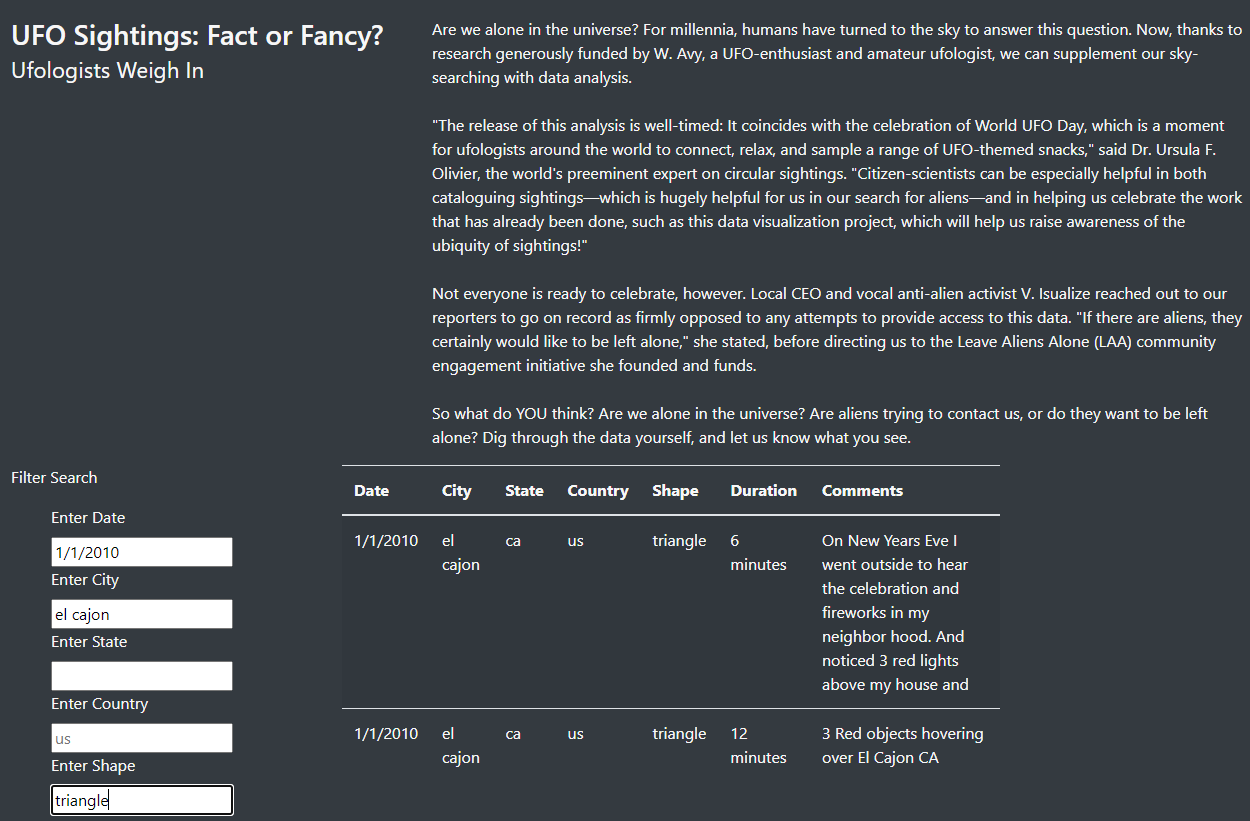 UFO Sightings: Fact or Fancy?
Ufologists Weigh In
Are we alone in the universe? For millennia, humans have turned to the sky to answer this question. Now, thanks to
research generously funded by W. Avy, a UFO-enthusiast and amateur ufologist, we can supplement our sky-
searching with data analysis.
"The release of this analysis is well-timed: It coincides with the celebration of World UFO Day, which is a moment
for ufologists around the world to connect, relax, and sample a range of UFO-themed snacks," said Dr. Ursula F.
Olivier, the world's preeminent expert on circular sightings. "Citizen-scientists can be especially helpful in both
cataloguing sightings—which is hugely helpful for us in our search for aliens—and in helping us celebrate the work
that has already been done, such as this data visualization project, which will help us raise awareness of the
ubiquity of sightings!"
Not everyone is ready to celebrate, however. Local CEO and vocal anti-alien activist V. Isualize reached out to our
reporters to go on record as firmly opposed to any attempts to provide access to this data. "If there are aliens, they
certainly would like to be left alone," she stated, before directing us to the Leave Aliens Alone (LAA) community
engagement initiative she founded and funds.
So what do YOU think? Are we alone in the universe? Are aliens trying to contact us, or do they want to be left
alone? Dig through the data yourself, and let us know what you see.
Filter Search
Enter Date
1/1/2010
Enter City
el cajon
Enter State
Enter Country
us
Enter Shape
triangle
Date City State Country Shape Duration Comments
1/1/2010 el ca us triangle 6 On New Years Eve I
cajon minutes went outside to hear
the celebration and
fireworks in my
neighbor hood. And
noticed 3 red lights
above my house and
1/1/2010 el ca us triangle 12 3 Red objects hovering
cajon minutes over El Cajon CA